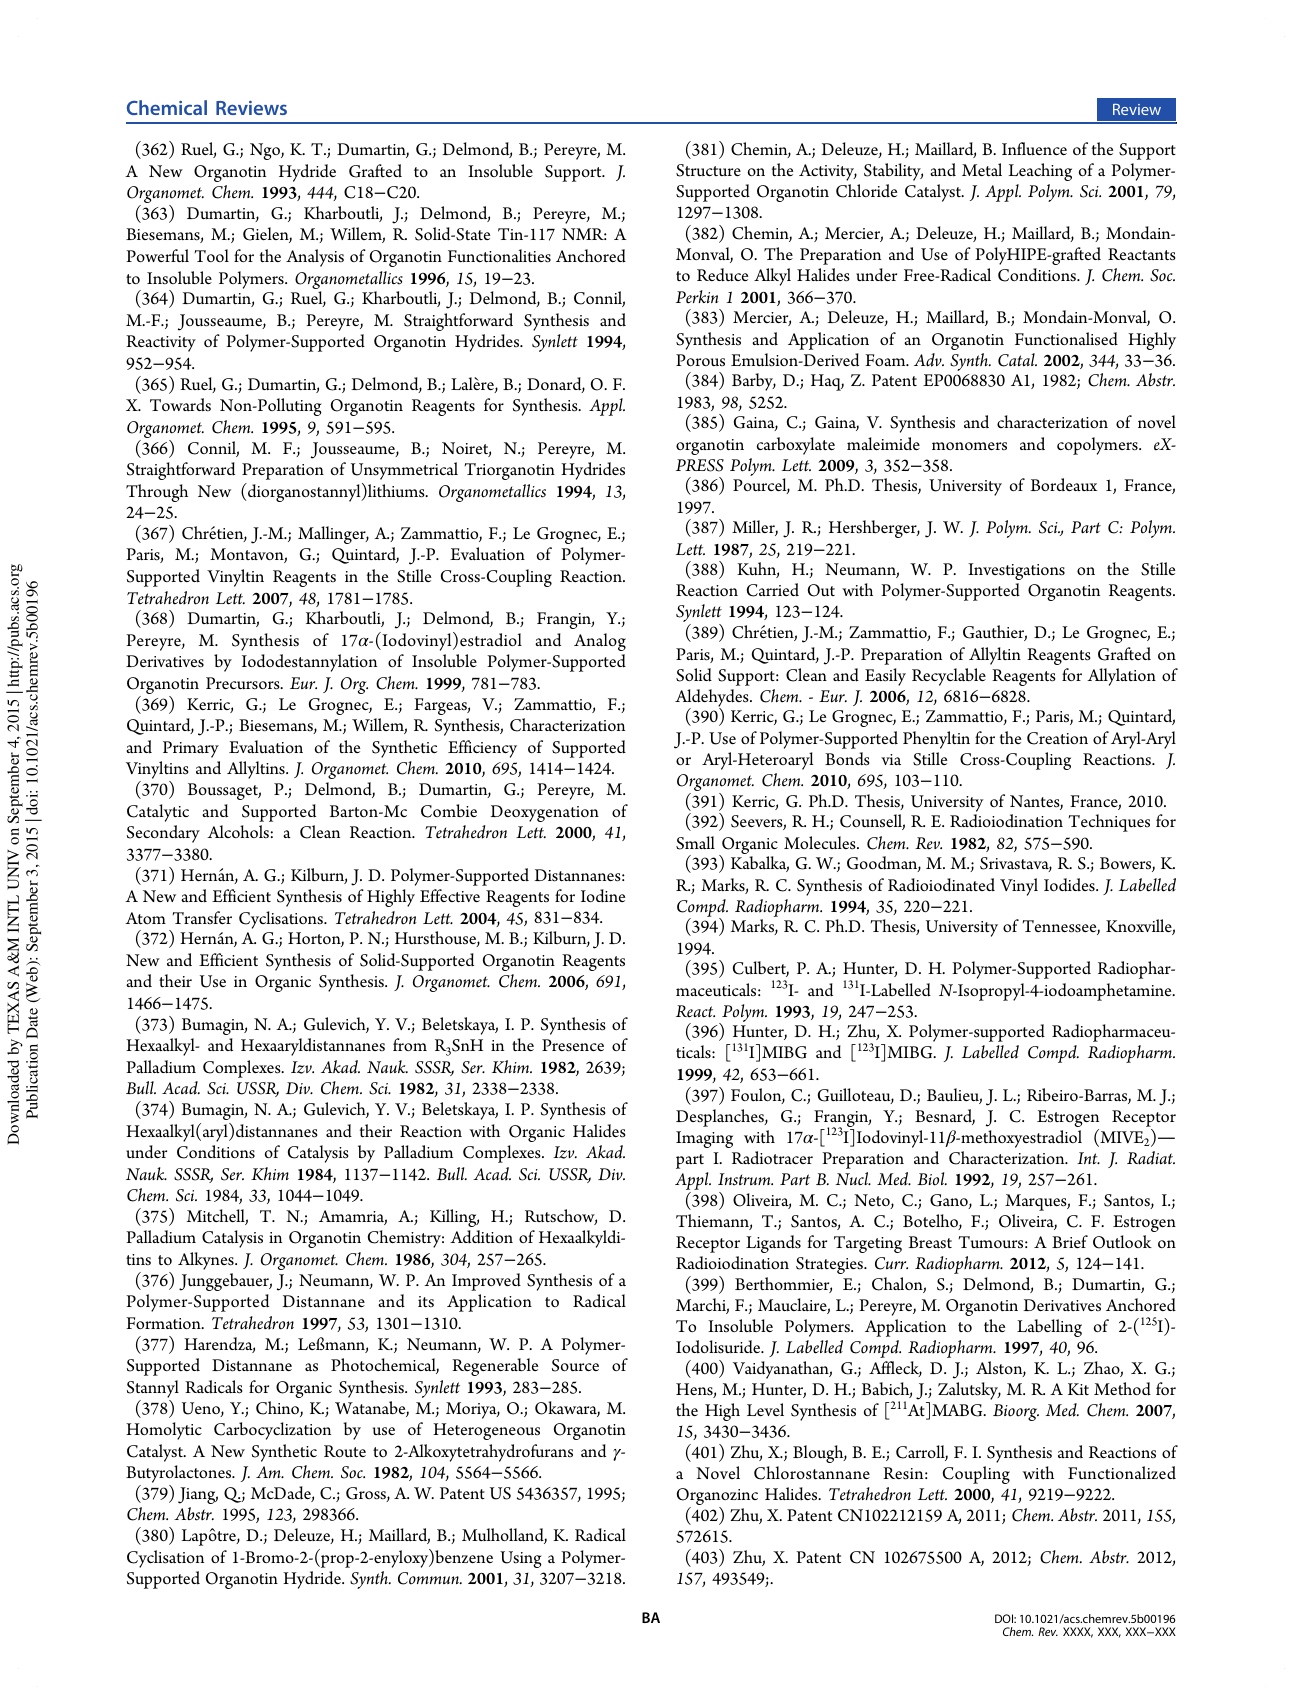 Chemical Reviews
Review
(362) Ruel, G.; Ngo, K. T.; Dumartin, G.; Delmond, B.; Pereyre, M.
A New Organotin Hydride Grafted to an Insoluble Support. J.
Organomet. Chem. 1993, 444, C18−C20.
(363) Dumartin, G.; Kharboutli, J.; Delmond, B.; Pereyre, M.;
Biesemans, M.; Gielen, M.; Willem, R. Solid-State Tin-117 NMR: A
Powerful Tool for the Analysis of Organotin Functionalities Anchored
to Insoluble Polymers. Organometallics 1996, 15, 19−23.
(364) Dumartin, G.; Ruel, G.; Kharboutli, J.; Delmond, B.; Connil,
M.-F.; Jousseaume, B.; Pereyre, M. Straightforward Synthesis and
Reactivity of Polymer-Supported Organotin Hydrides. Synlett 1994,
952−954.
(365) Ruel, G.; Dumartin, G.; Delmond, B.; Lalère, B.; Donard, O. F.
X. Towards Non-Polluting Organotin Reagents for Synthesis. Appl.
Organomet. Chem. 1995, 9, 591−595.
(366) Connil, M. F.; Jousseaume, B.; Noiret, N.; Pereyre, M.
Straightforward Preparation of Unsymmetrical Triorganotin Hydrides
Through New (diorganostannyl)lithiums. Organometallics 1994, 13,
24−25.
(367) Chrétien, J.-M.; Mallinger, A.; Zammattio, F.; Le Grognec, E.;
Paris, M.; Montavon, G.; Quintard, J.-P. Evaluation of Polymer-
Supported Vinyltin Reagents in the Stille Cross-Coupling Reaction.
Tetrahedron Lett. 2007, 48, 1781−1785.
(368) Dumartin, G.; Kharboutli, J.; Delmond, B.; Frangin, Y.;
Pereyre, M. Synthesis of 17α-(Iodovinyl)estradiol and Analog
Derivatives by Iododestannylation of Insoluble Polymer-Supported
Organotin Precursors. Eur. J. Org. Chem. 1999, 781−783.
(369) Kerric, G.; Le Grognec, E.; Fargeas, V.; Zammattio, F.;
Quintard, J.-P.; Biesemans, M.; Willem, R. Synthesis, Characterization
and Primary Evaluation of the Synthetic Efficiency of Supported
Vinyltins and Allyltins. J. Organomet. Chem. 2010, 695, 1414−1424.
(370) Boussaget, P.; Delmond, B.; Dumartin, G.; Pereyre, M.
Catalytic and Supported Barton-Mc Combie Deoxygenation of
Secondary Alcohols: a Clean Reaction. Tetrahedron Lett. 2000, 41,
3377−3380.
(371) Hernán, A. G.; Kilburn, J. D. Polymer-Supported Distannanes:
A New and Efficient Synthesis of Highly Effective Reagents for Iodine
Atom Transfer Cyclisations. Tetrahedron Lett. 2004, 45, 831−834.
(372) Hernán, A. G.; Horton, P. N.; Hursthouse, M. B.; Kilburn, J. D.
New and Efficient Synthesis of Solid-Supported Organotin Reagents
and their Use in Organic Synthesis. J. Organomet. Chem. 2006, 691,
1466−1475.
(373) Bumagin, N. A.; Gulevich, Y. V.; Beletskaya, I. P. Synthesis of
Hexaalkyl- and Hexaaryldistannanes from R3SnH in the Presence of
Palladium Complexes. Izv. Akad. Nauk. SSSR, Ser. Khim. 1982, 2639;
Bull. Acad. Sci. USSR, Div. Chem. Sci. 1982, 31, 2338−2338.
(374) Bumagin, N. A.; Gulevich, Y. V.; Beletskaya, I. P. Synthesis of
Hexaalkyl(aryl)distannanes and their Reaction with Organic Halides
under Conditions of Catalysis by Palladium Complexes. Izv. Akad.
Nauk. SSSR, Ser. Khim 1984, 1137−1142. Bull. Acad. Sci. USSR, Div.
Chem. Sci. 1984, 33, 1044−1049.
(375) Mitchell, T. N.; Amamria, A.; Killing, H.; Rutschow, D.
Palladium Catalysis in Organotin Chemistry: Addition of Hexaalkyldi-
tins to Alkynes. J. Organomet. Chem. 1986, 304, 257−265.
(376) Junggebauer, J.; Neumann, W. P. An Improved Synthesis of a
Polymer-Supported Distannane and its Application to Radical
Formation. Tetrahedron 1997, 53, 1301−1310.
(377) Harendza, M.; Leßmann, K.; Neumann, W. P. A Polymer-
Supported Distannane as Photochemical, Regenerable Source of
Stannyl Radicals for Organic Synthesis. Synlett 1993, 283−285.
(378) Ueno, Y.; Chino, K.; Watanabe, M.; Moriya, O.; Okawara, M.
Homolytic Carbocyclization by use of Heterogeneous Organotin
Catalyst. A New Synthetic Route to 2-Alkoxytetrahydrofurans and γ-
Butyrolactones. J. Am. Chem. Soc. 1982, 104, 5564−5566.
(379) Jiang, Q.; McDade, C.; Gross, A. W. Patent US 5436357, 1995;
Chem. Abstr. 1995, 123, 298366.
(380) Lapôtre, D.; Deleuze, H.; Maillard, B.; Mulholland, K. Radical
Cyclisation of 1-Bromo-2-(prop-2-enyloxy)benzene Using a Polymer-
Supported Organotin Hydride. Synth. Commun. 2001, 31, 3207−3218.
(381) Chemin, A.; Deleuze, H.; Maillard, B. Influence of the Support
Structure on the Activity, Stability, and Metal Leaching of a Polymer-
Supported Organotin Chloride Catalyst. J. Appl. Polym. Sci. 2001, 79,
1297−1308.
(382) Chemin, A.; Mercier, A.; Deleuze, H.; Maillard, B.; Mondain-
Monval, O. The Preparation and Use of PolyHIPE-grafted Reactants
to Reduce Alkyl Halides under Free-Radical Conditions. J. Chem. Soc.
Perkin 1 2001, 366−370.
(383) Mercier, A.; Deleuze, H.; Maillard, B.; Mondain-Monval, O.
Synthesis and Application of an Organotin Functionalised Highly
Porous Emulsion-Derived Foam. Adv. Synth. Catal. 2002, 344, 33−36.
(384) Barby, D.; Haq, Z. Patent EP0068830 A1, 1982; Chem. Abstr.
1983, 98, 5252.
(385) Gaina, C.; Gaina, V. Synthesis and characterization of novel
organotin carboxylate maleimide monomers and copolymers. eX-
PRESS Polym. Lett. 2009, 3, 352−358.
(386) Pourcel, M. Ph.D. Thesis, University of Bordeaux 1, France,
1997.
(387) Miller, J. R.; Hershberger, J. W. J. Polym. Sci., Part C: Polym.
Lett. 1987, 25, 219−221.
(388) Kuhn, H.; Neumann, W. P. Investigations on the Stille
Reaction Carried Out with Polymer-Supported Organotin Reagents.
Synlett 1994, 123−124.
(389) Chrétien, J.-M.; Zammattio, F.; Gauthier, D.; Le Grognec, E.;
Paris, M.; Quintard, J.-P. Preparation of Allyltin Reagents Grafted on
Solid Support: Clean and Easily Recyclable Reagents for Allylation of
Aldehydes. Chem. - Eur. J. 2006, 12, 6816−6828.
(390) Kerric, G.; Le Grognec, E.; Zammattio, F.; Paris, M.; Quintard,
J.-P. Use of Polymer-Supported Phenyltin for the Creation of Aryl-Aryl
or Aryl-Heteroaryl Bonds via Stille Cross-Coupling Reactions. J.
Organomet. Chem. 2010, 695, 103−110.
(391) Kerric, G. Ph.D. Thesis, University of Nantes, France, 2010.
(392) Seevers, R. H.; Counsell, R. E. Radioiodination Techniques for
Small Organic Molecules. Chem. Rev. 1982, 82, 575−590.
(393) Kabalka, G. W.; Goodman, M. M.; Srivastava, R. S.; Bowers, K.
R.; Marks, R. C. Synthesis of Radioiodinated Vinyl Iodides. J. Labelled
Compd. Radiopharm. 1994, 35, 220−221.
(394) Marks, R. C. Ph.D. Thesis, University of Tennessee, Knoxville,
1994.
(395) Culbert, P. A.; Hunter, D. H. Polymer-Supported Radiophar-
maceuticals: 123I- and 131I-Labelled N-Isopropyl-4-iodoamphetamine.
React. Polym. 1993, 19, 247−253.
(396) Hunter, D. H.; Zhu, X. Polymer-supported Radiopharmaceu-
ticals: [131I]MIBG and [123I]MIBG. J. Labelled Compd. Radiopharm.
1999, 42, 653−661.
(397) Foulon, C.; Guilloteau, D.; Baulieu, J. L.; Ribeiro-Barras, M. J.;
Desplanches, G.; Frangin, Y.; Besnard, J. C. Estrogen Receptor
Imaging with 17α-[123I]Iodovinyl-11β-methoxyestradiol (MIVE2)—
part I. Radiotracer Preparation and Characterization. Int. J. Radiat.
Appl. Instrum. Part B. Nucl. Med. Biol. 1992, 19, 257−261.
(398) Oliveira, M. C.; Neto, C.; Gano, L.; Marques, F.; Santos, I.;
Thiemann, T.; Santos, A. C.; Botelho, F.; Oliveira, C. F. Estrogen
Receptor Ligands for Targeting Breast Tumours: A Brief Outlook on
Radioiodination Strategies. Curr. Radiopharm. 2012, 5, 124−141.
(399) Berthommier, E.; Chalon, S.; Delmond, B.; Dumartin, G.;
Marchi, F.; Mauclaire, L.; Pereyre, M. Organotin Derivatives Anchored
To Insoluble Polymers. Application to the Labelling of 2-(125I)-
Iodolisuride. J. Labelled Compd. Radiopharm. 1997, 40, 96.
(400) Vaidyanathan, G.; Affleck, D. J.; Alston, K. L.; Zhao, X. G.;
Hens, M.; Hunter, D. H.; Babich, J.; Zalutsky, M. R. A Kit Method for
the High Level Synthesis of [211At]MABG. Bioorg. Med. Chem. 2007,
15, 3430−3436.
(401) Zhu, X.; Blough, B. E.; Carroll, F. I. Synthesis and Reactions of
a Novel Chlorostannane Resin: Coupling with Functionalized
Organozinc Halides. Tetrahedron Lett. 2000, 41, 9219−9222.
(402) Zhu, X. Patent CN102212159 A, 2011; Chem. Abstr. 2011, 155,
572615.
(403) Zhu, X. Patent CN 102675500 A, 2012; Chem. Abstr. 2012,
157, 493549;.
Downloaded by TEXAS A&M INTL UNIV on September 4, 2015 | http://pubs.acs.org
Publication Date (Web): September 3, 2015 | doi: 10.1021/acs.chemrev.5b00196
BA
DOI: 10.1021/acs.chemrev.5b00196
Chem. Rev. XXXX, XXX, XXX−XXX